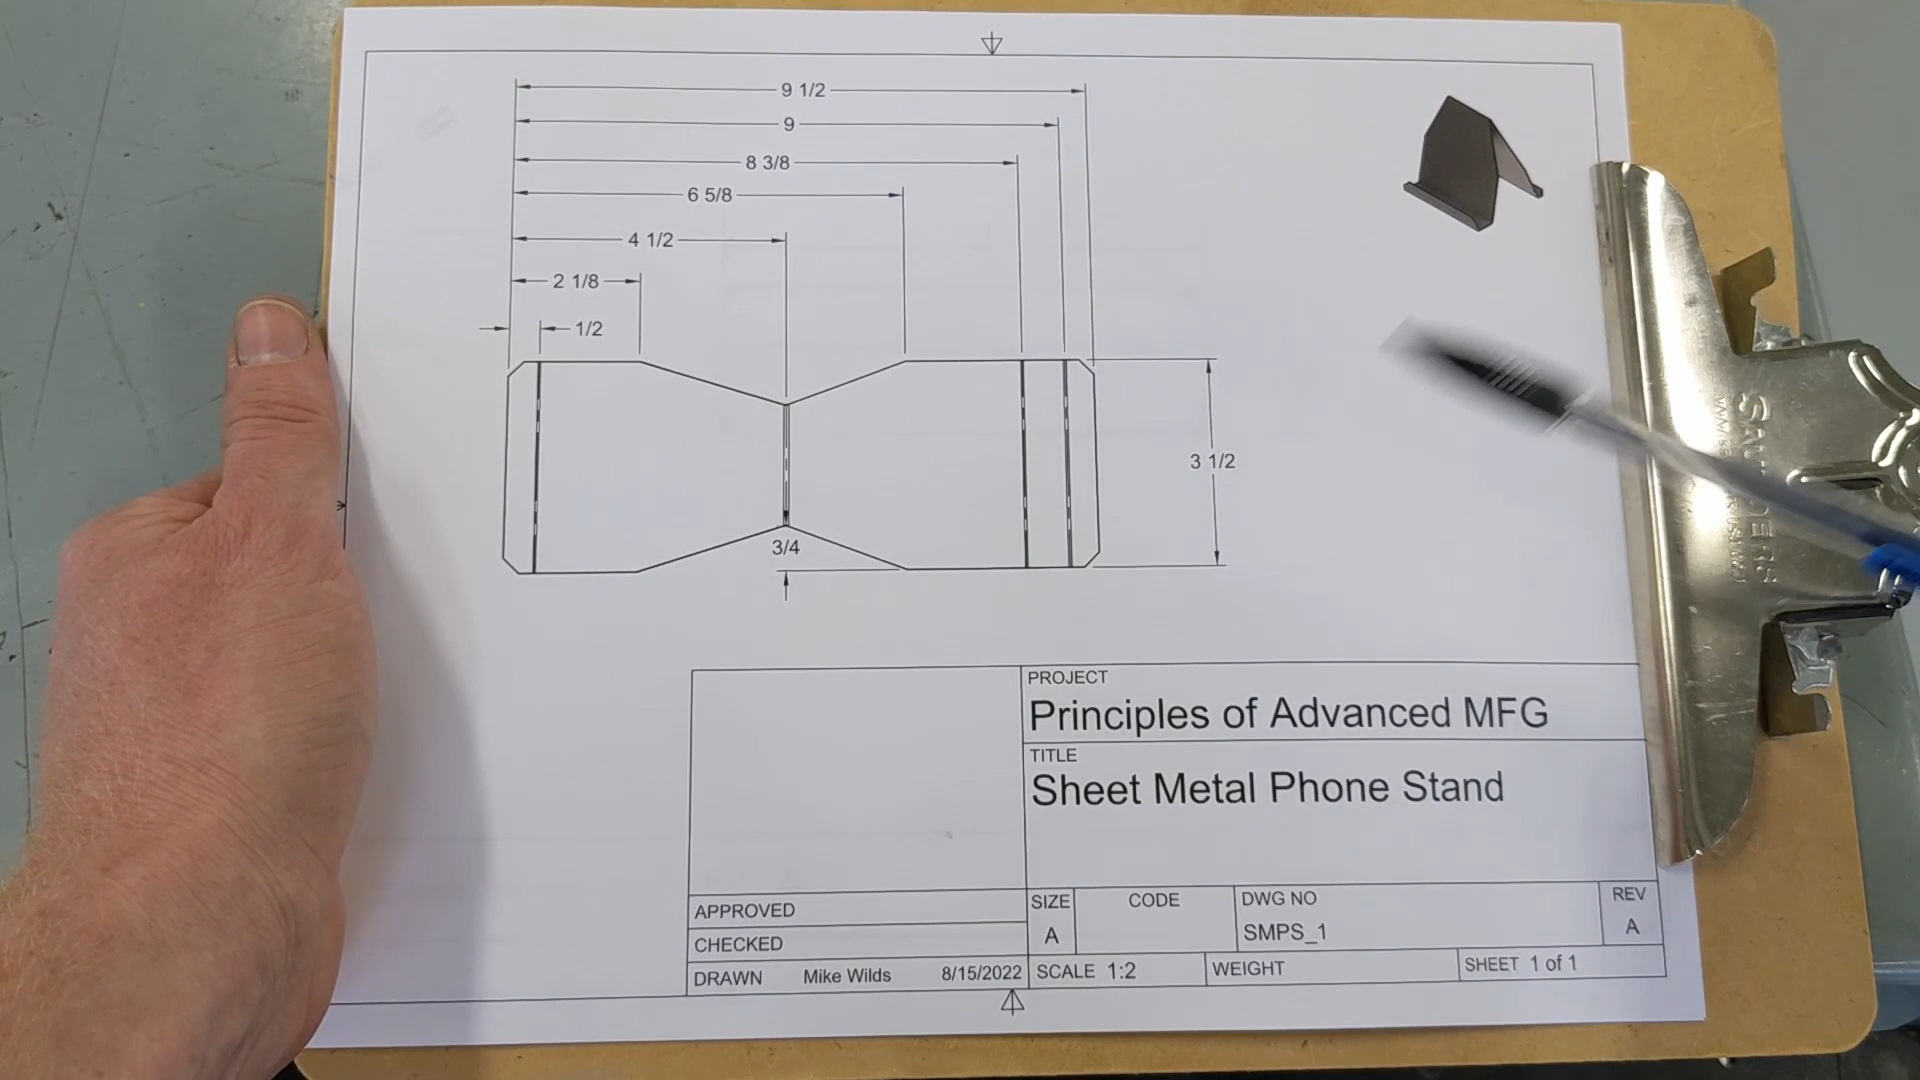 9 1/2
9
8 3/8
6 5/8
4 1/2
2 1/8
1/2
3 1/2
3/4
PROJECT
Principles of Advanced MFG
TITLE
Sheet Metal Phone Stand
APPROVED
CHECKED
DRAWN Mike Wilds 8/15/2022
SIZE
A
CODE
DWG NO
SMPS_1
REV
A
SCALE 1:2
WEIGHT
SHEET 1 of 1